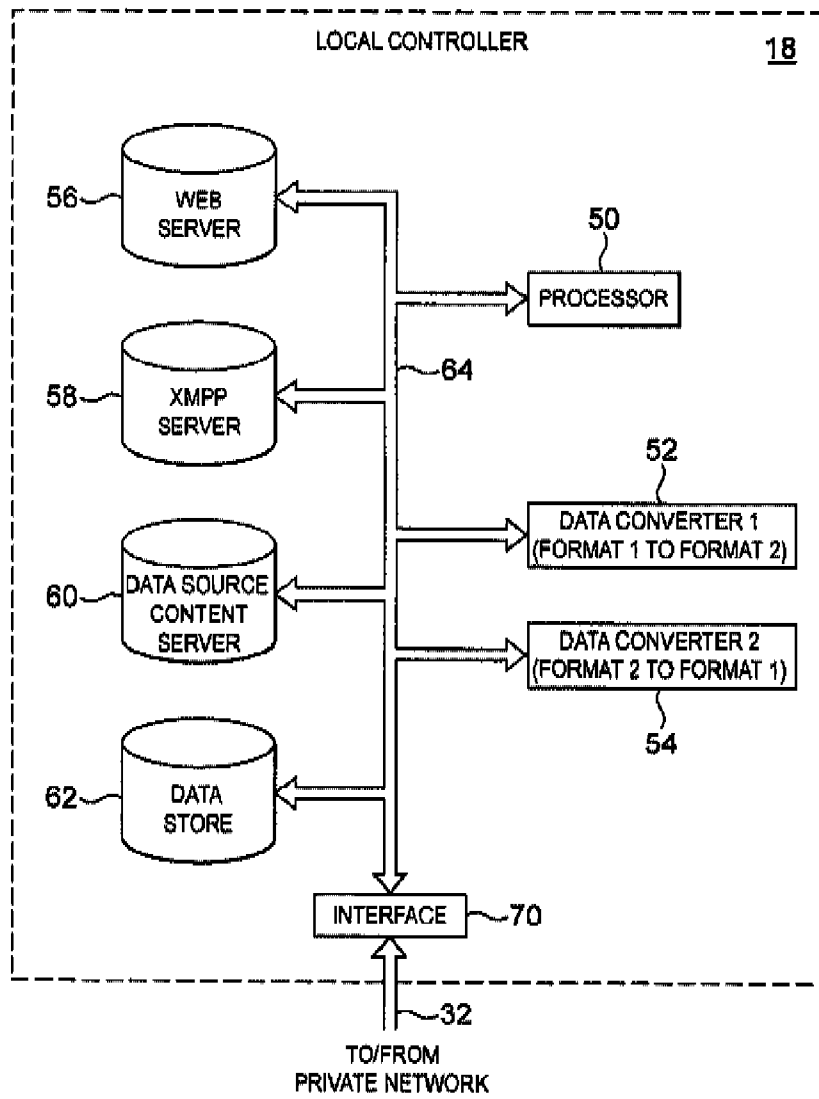 LOCAL CONTROLLER
18
56
WEB
SERVER
50
PROCESSOR
58
XMPP
SERVER
64
52
DATA CONVERTER 1
(FORMAT 1 TO FORMAT 2)
60
DATA SOURCE
CONTENT
SERVER
DATA CONVERTER 2
(FORMAT 2 TO FORMAT 1)
54
62
DATA
STORE
INTERFACE
70
32
TO/FROM
PRIVATE NETWORK